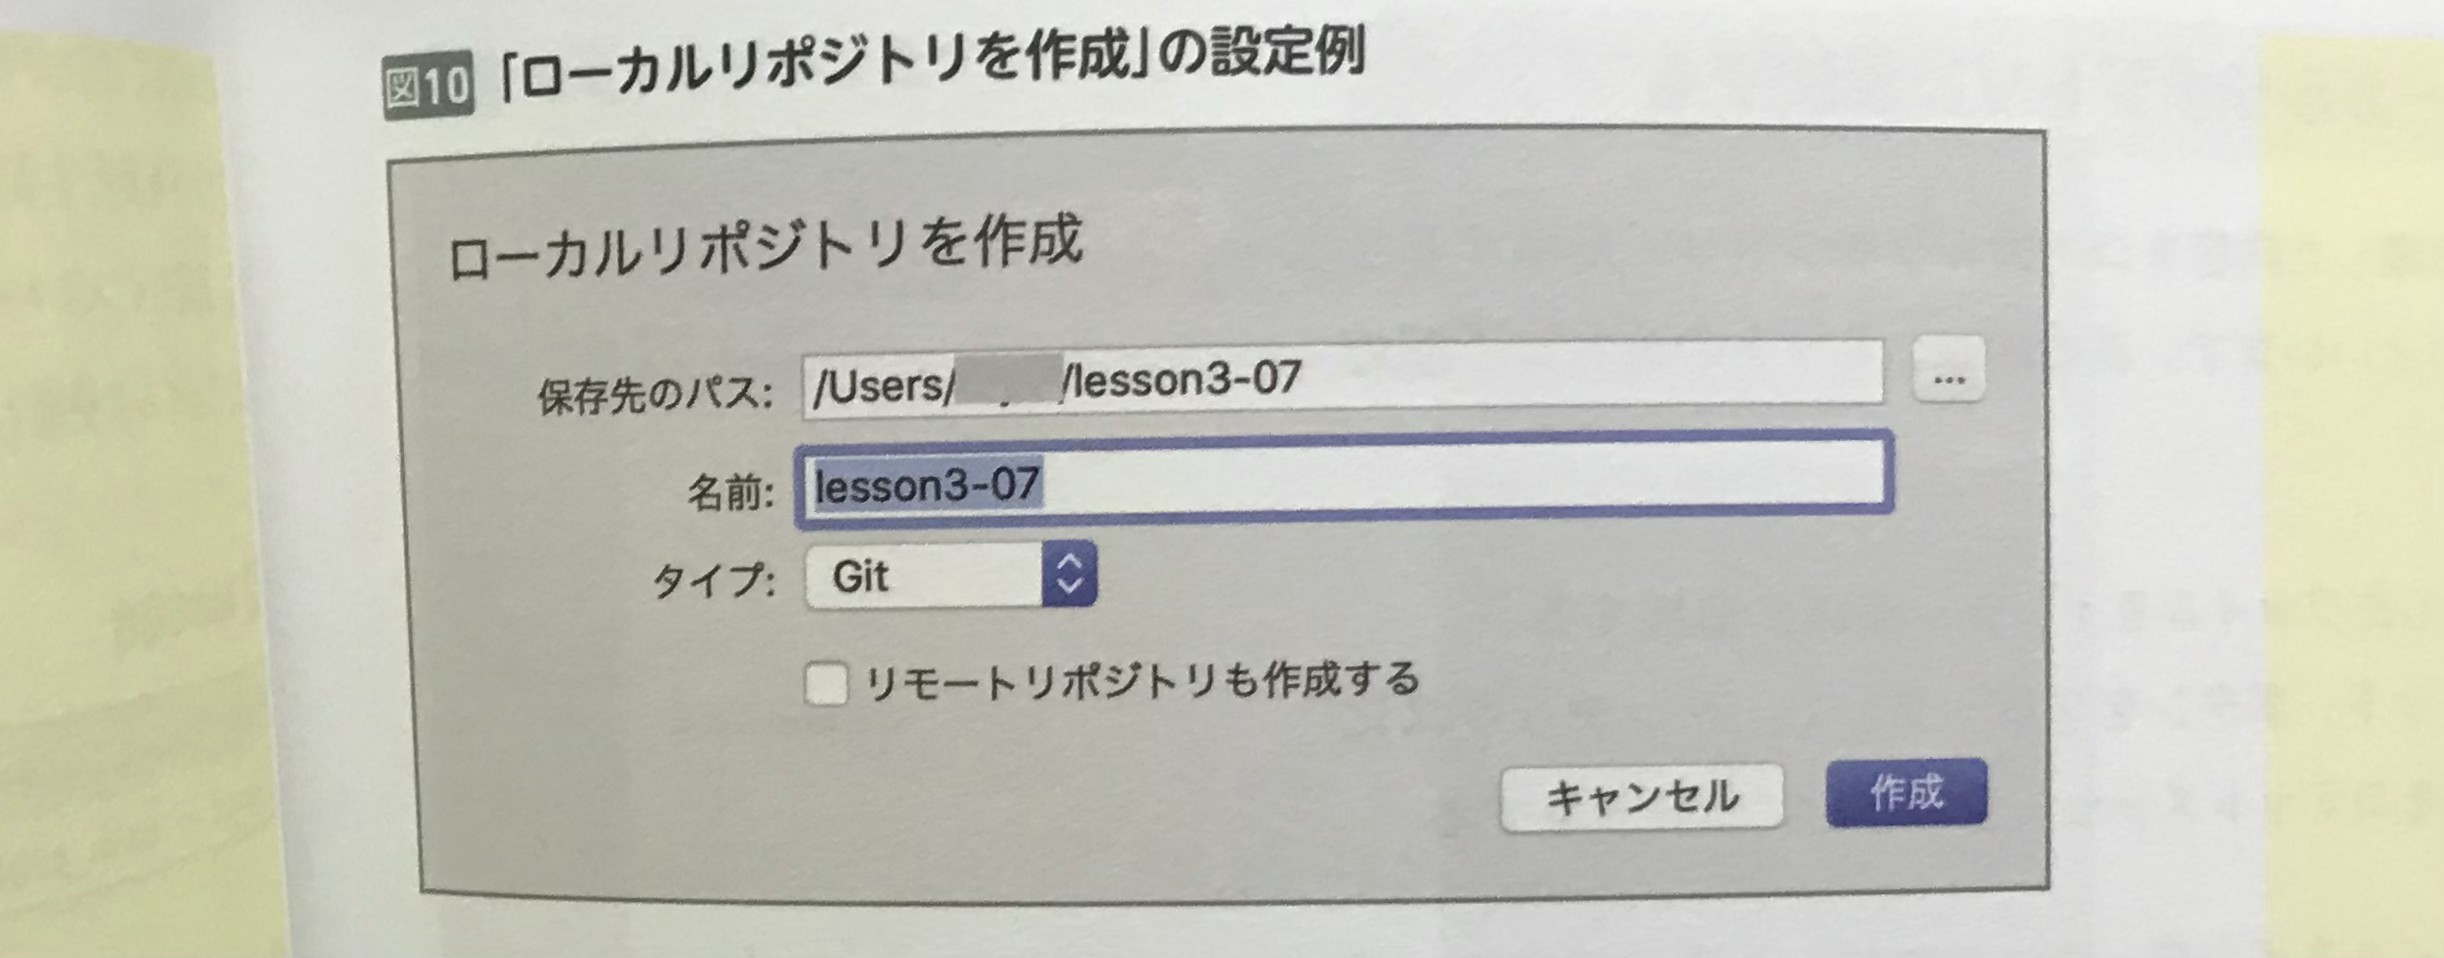 図10 「ローカルリポジトリを作成」の設定例
ローカルリポジトリを作成
保存先のパス: /Users/ /lesson3-07 ...
名前: lesson3-07
タイプ: Git
リモートリポジトリも作成する
キャンセル 作成